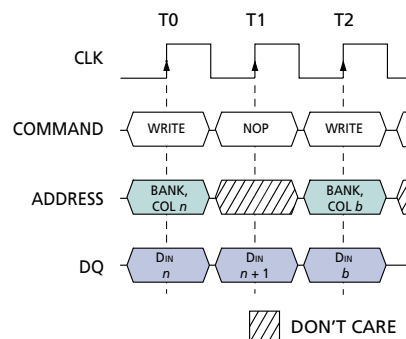 T0 T1 T2
CLK
COMMAND WRITE NOP WRITE
ADDRESS BANK, COL n BANK, COL b
DQ DIN n DIN n + 1 DIN b
DON'T CARE